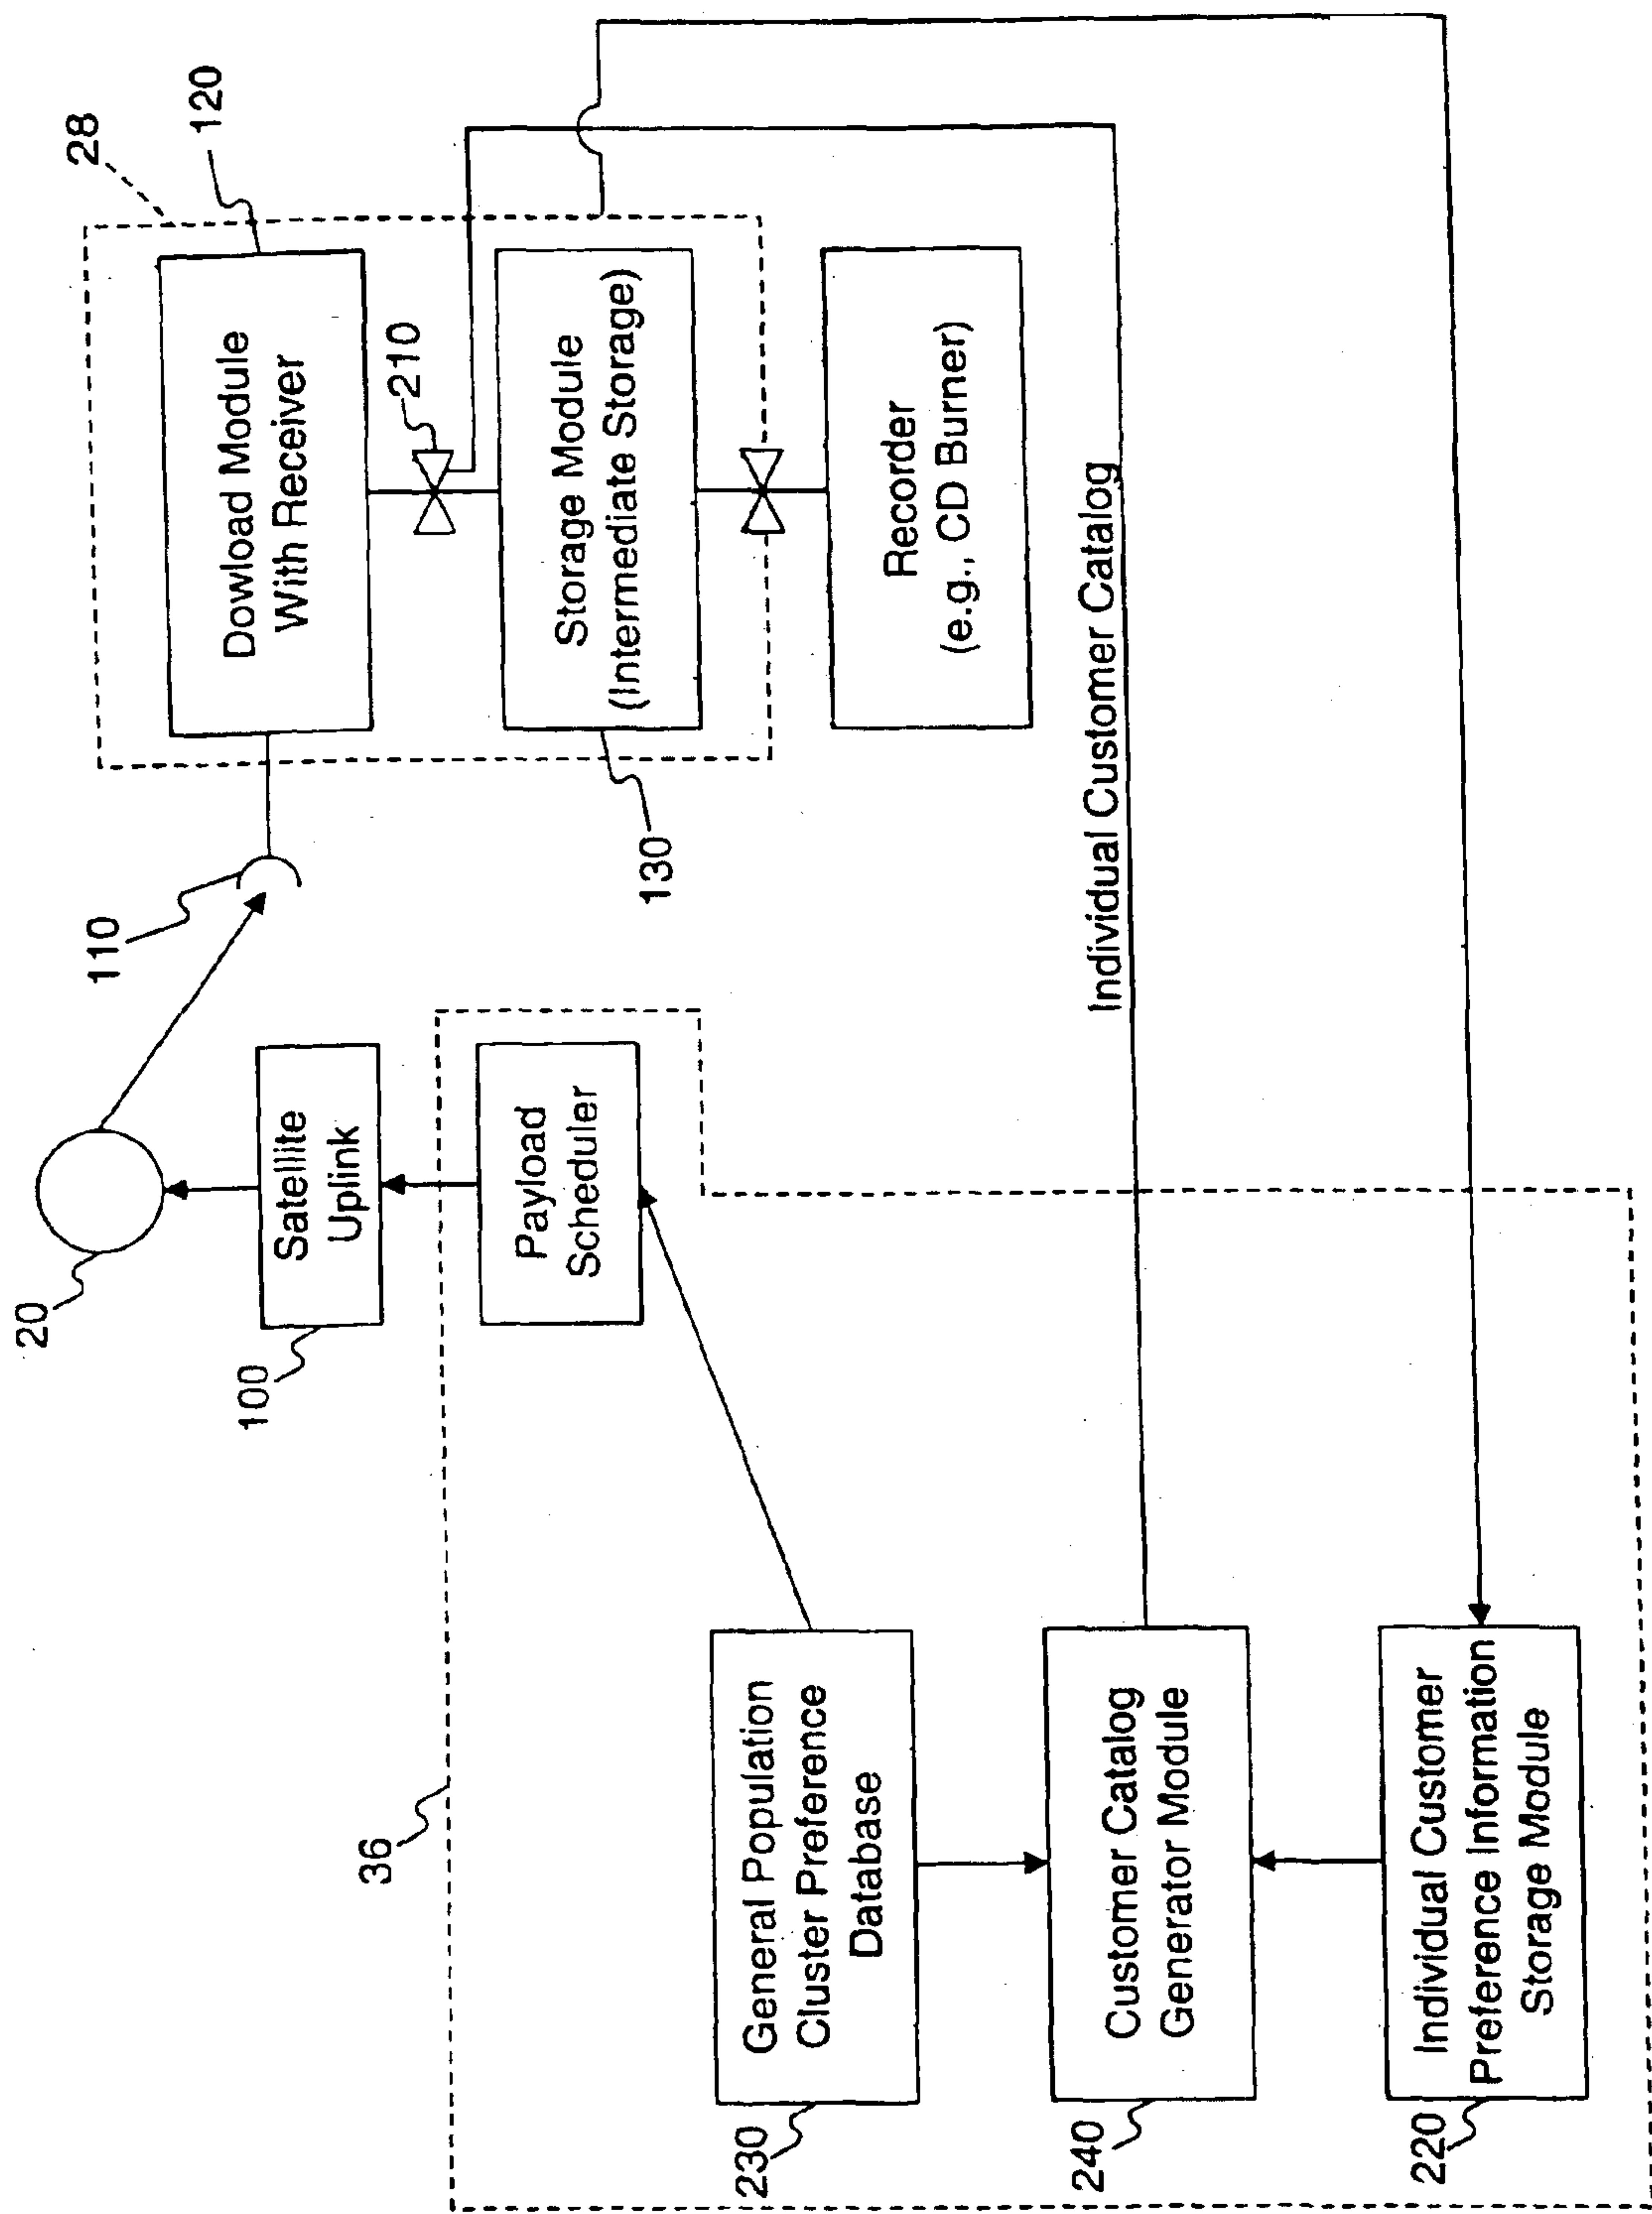 28
120
Dowload Module
With Receiver
210
110
Storage Module
(Intermediate Storage)
130
Recorder
(e.g., CD Burner)
20
Satellite
Uplink
100
Payload
Scheduler
36
Individual Customer Catalog
General Population
Cluster Preference
Database
230
Customer Catalog
Generator Module
240
Individual Customer
Preference Information
Storage Module
220